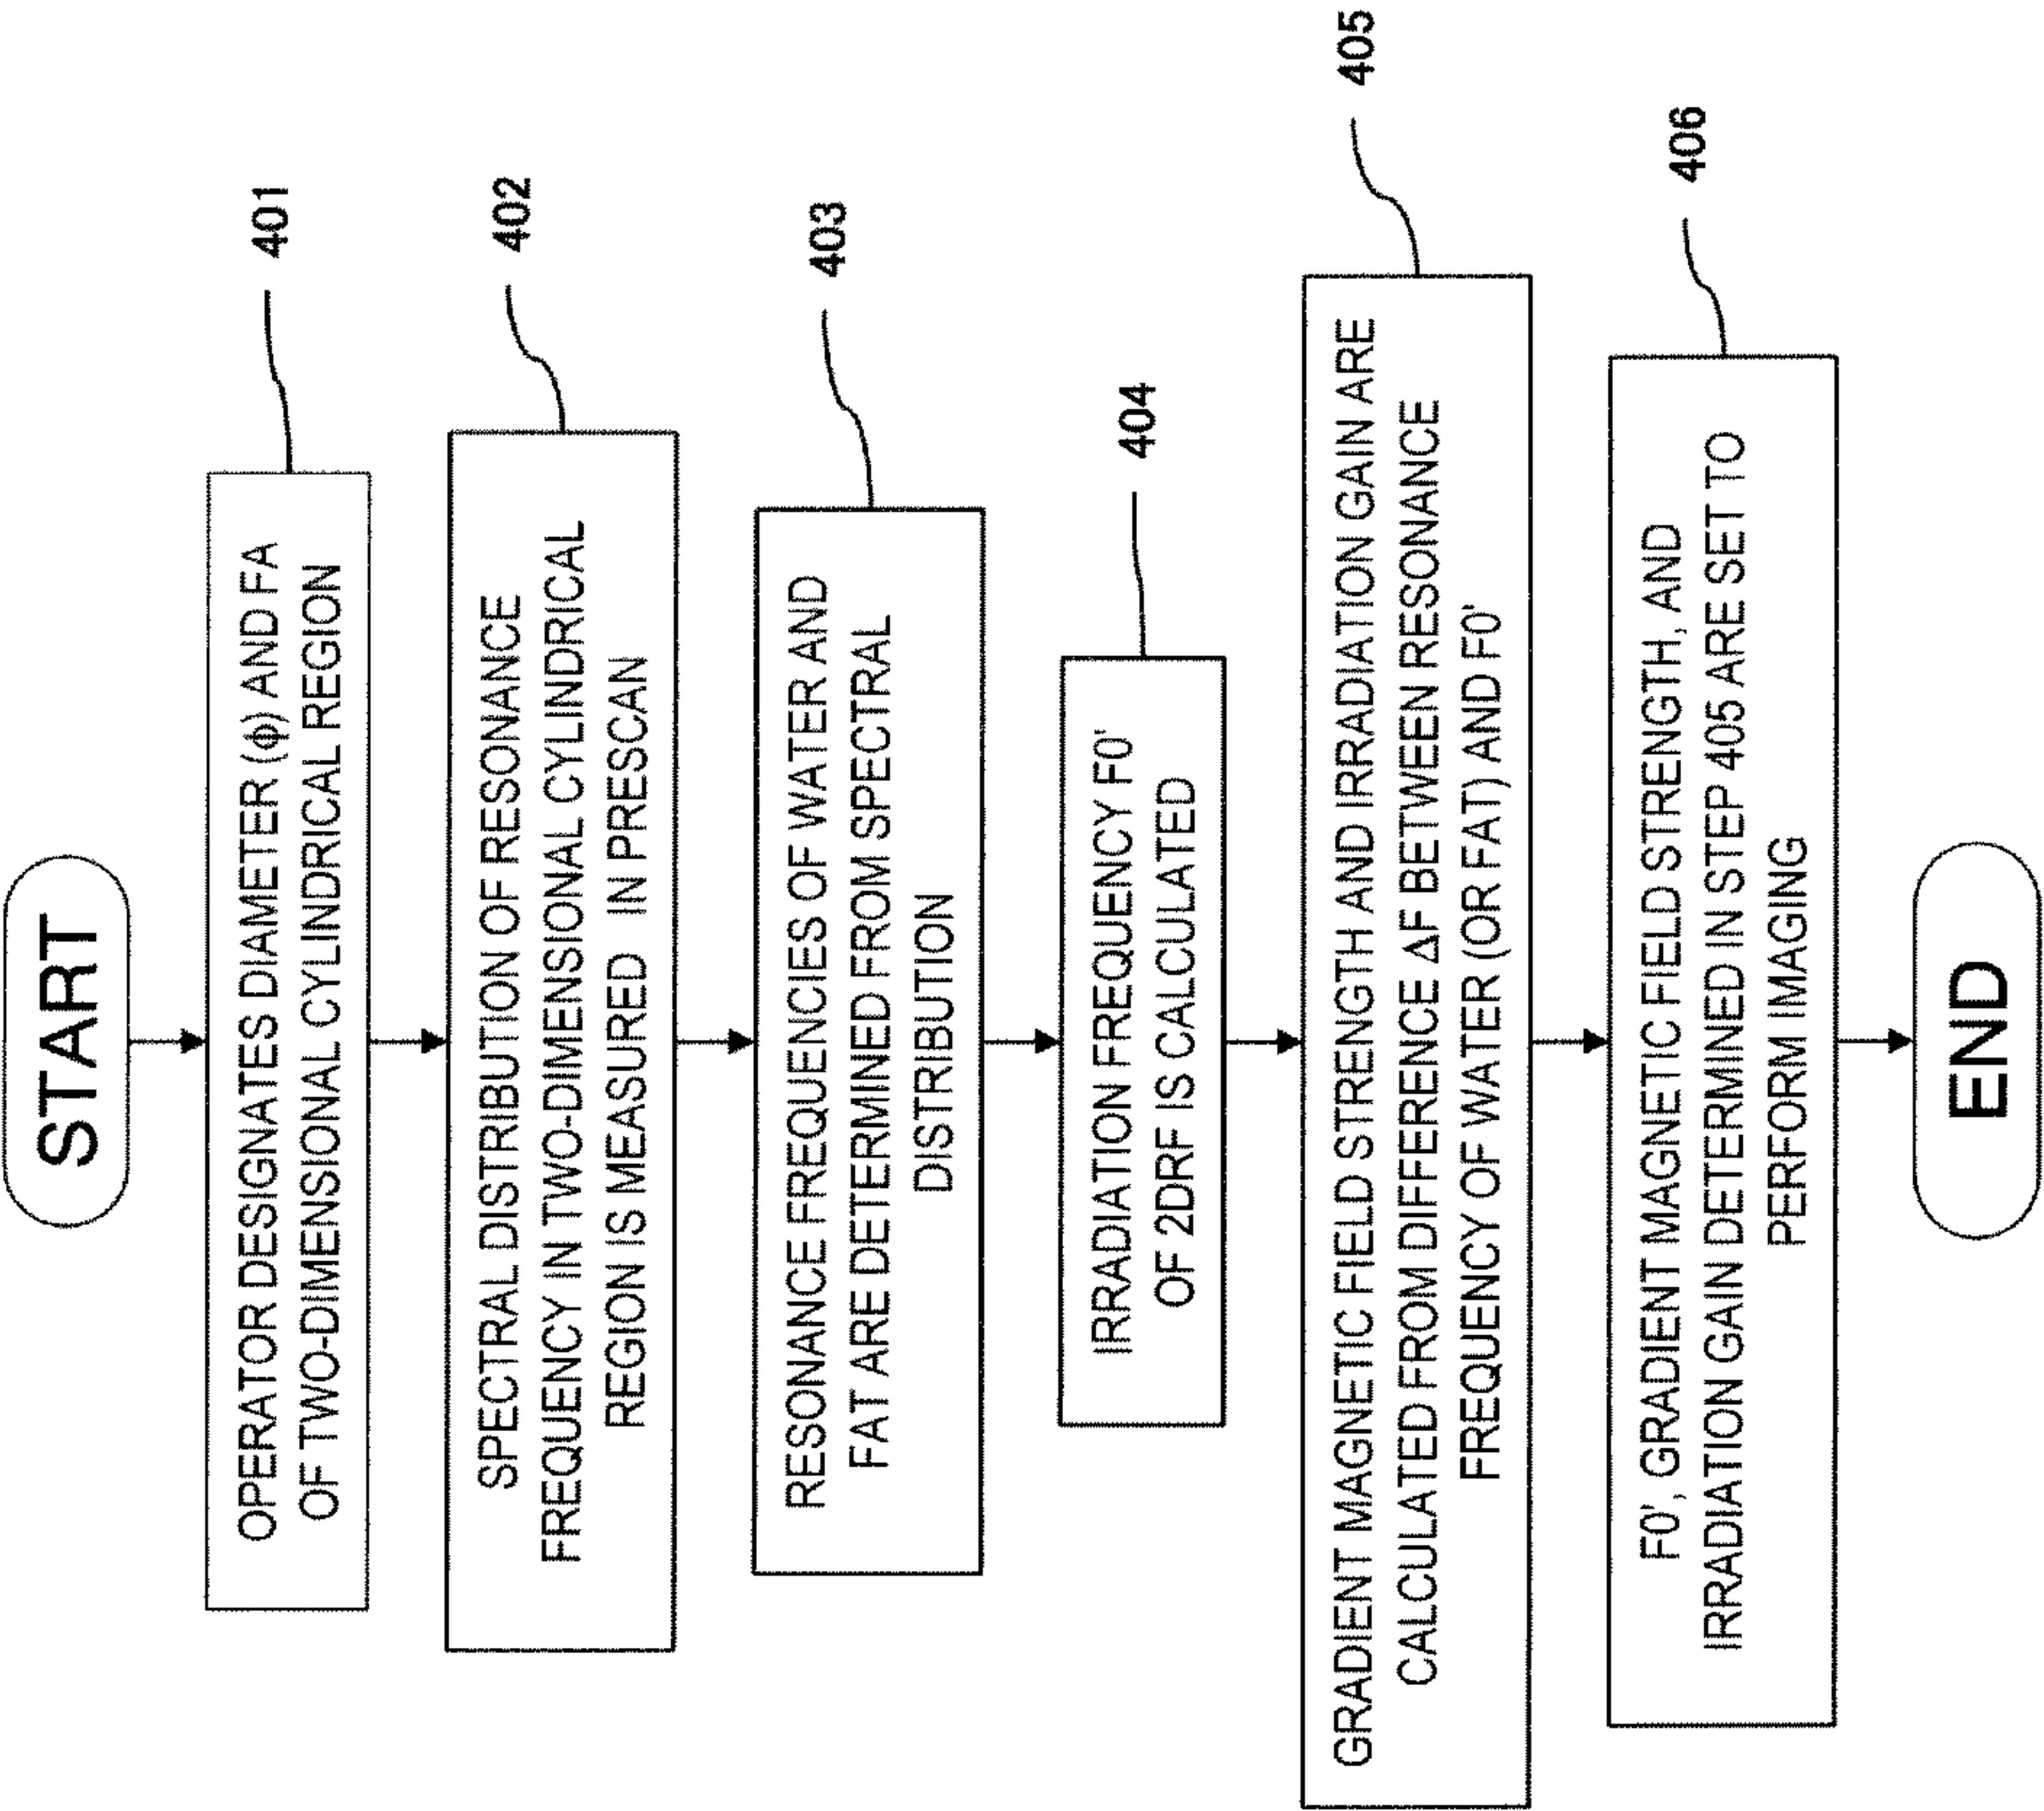 START
OPERATOR DESIGNATES DIAMETER (ϕ) AND FA
OF TWO-DIMENSIONAL CYLINDRICAL REGION
401
SPECTRAL DISTRIBUTION OF RESONANCE
FREQUENCY IN TWO-DIMENSIONAL CYLINDRICAL
REGION IS MEASURED IN PRESCAN
402
RESONANCE FREQUENCIES OF WATER AND
FAT ARE DETERMINED FROM SPECTRAL
DISTRIBUTION
403
IRRADIATION FREQUENCY F0'
OF 2DRF IS CALCULATED
404
GRADIENT MAGNETIC FIELD STRENGTH AND IRRADIATION GAIN ARE
CALCULATED FROM DIFFERENCE ΔF BETWEEN RESONANCE
FREQUENCY OF WATER (OR FAT) AND F0'
405
F0', GRADIENT MAGNETIC FIELD STRENGTH, AND
IRRADIATION GAIN DETERMINED IN STEP 405 ARE SET TO
PERFORM IMAGING
406
END